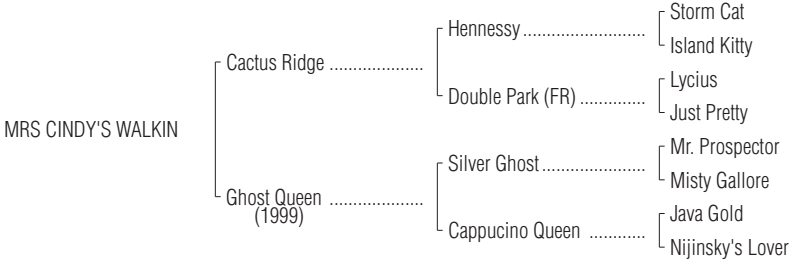 Storm Cat
Hennessy ..........................
Island Kitty
Cactus Ridge ....................
Lycius
Double Park (FR) ..............
Just Pretty
MRS CINDY'S WALKIN
Mr. Prospector
Silver Ghost ......................
Misty Gallore
Ghost Queen ....................
(1999)
Java Gold
Cappucino Queen ............
Nijinsky's Lover